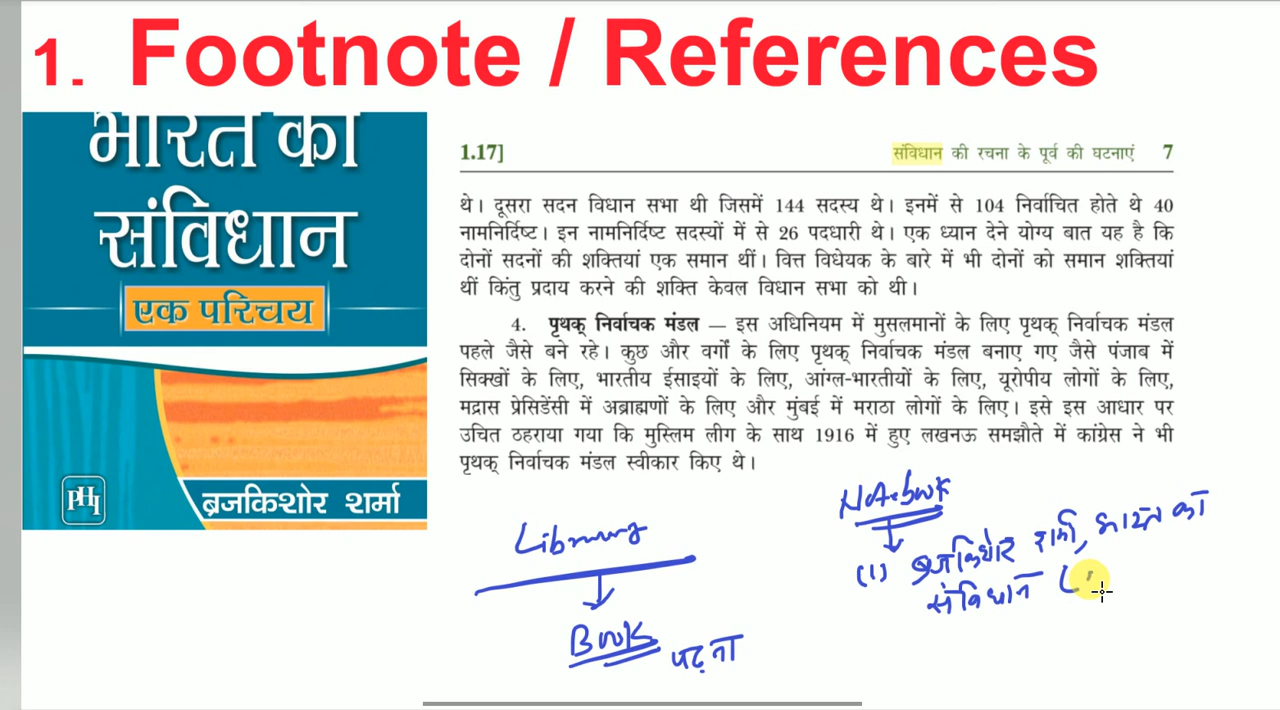 1. Footnote / References
भारत का
संविधान
एक परिचय
PHI
ब्रजकिशोर शर्मा
1.17] संविधान की रचना के पूर्व की घटनाएं 7
थे। दूसरा सदन विधान सभा थी जिसमें 144 सदस्य थे। इनमें से 104 निर्वाचित होते थे 40
नामनिर्दिष्ट। इन नामनिर्दिष्ट सदस्यों में से 26 पदधारी थे। एक ध्यान देने योग्य बात यह है कि
दोनों सदनों की शक्तियां एक समान थीं। वित्त विधेयक के बारे में भी दोनों को समान शक्तियां
थीं किंतु प्रदाय करने की शक्ति केवल विधान सभा को थी।
4. पृथक् निर्वाचक मंडल — इस अधिनियम में मुसलमानों के लिए पृथक् निर्वाचक मंडल
पहले जैसे बने रहे। कुछ और वर्गों के लिए पृथक् निर्वाचक मंडल बनाए गए जैसे पंजाब में
सिक्खों के लिए, भारतीय ईसाइयों के लिए, आंग्ल-भारतीयों के लिए, यूरोपीय लोगों के लिए,
मद्रास प्रेसिडेंसी में अब्राह्मणों के लिए और मुंबई में मराठा लोगों के लिए। इसे इस आधार पर
उचित ठहराया गया कि मुस्लिम लीग के साथ 1916 में हुए लखनऊ समझौते में कांग्रेस ने भी
पृथक् निर्वाचक मंडल स्वीकार किए थे।
Library
Book पढ़ना
Notebook
(1) ब्रजकिशोर शर्मा, भारत का
संविधान (